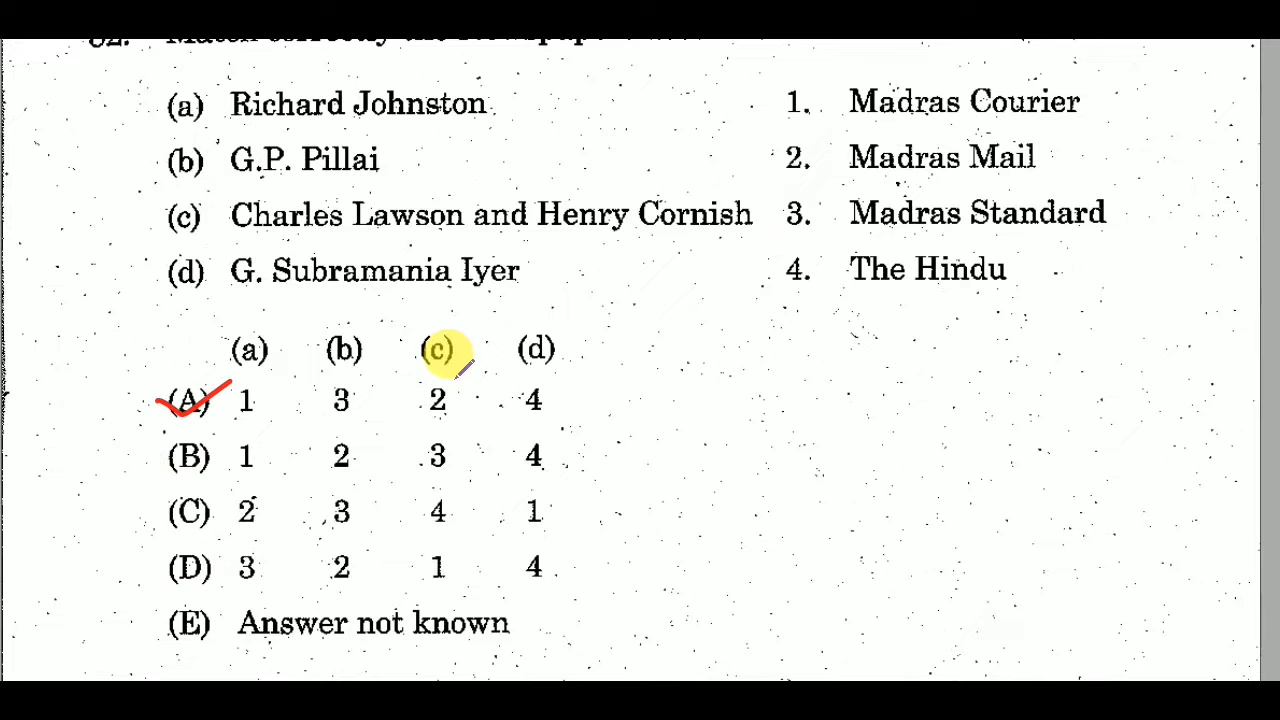 (a) Richard Johnston 1. Madras Courier
(b) G.P. Pillai 2. Madras Mail
(c) Charles Lawson and Henry Cornish 3. Madras Standard
(d) G. Subramania Iyer 4. The Hindu
(a) (b) (c) (d)
(A) 1 3 2 4
(B) 1 2 3 4
(C) 2 3 4 1
(D) 3 2 1 4
(E) Answer not known